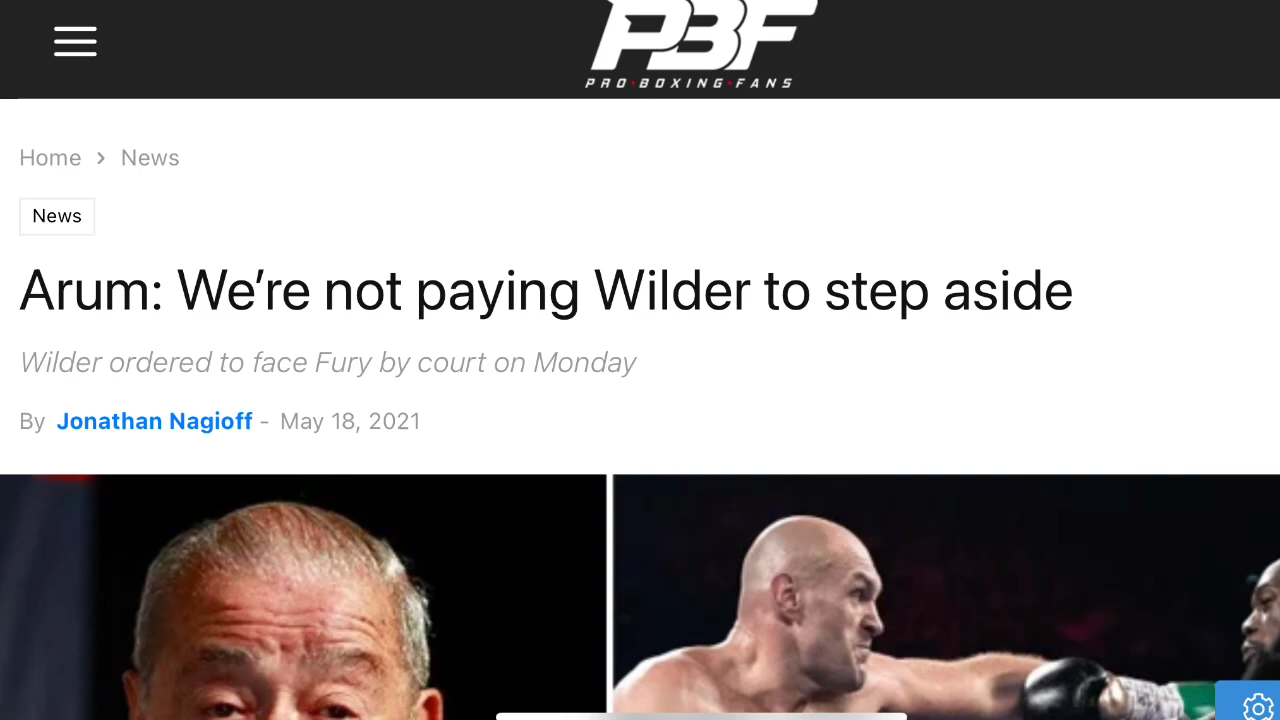 PBF
PRO•BOXING•FANS
Home › News
News
Arum: We’re not paying Wilder to step aside
Wilder ordered to face Fury by court on Monday
By Jonathan Nagioff - May 18, 2021